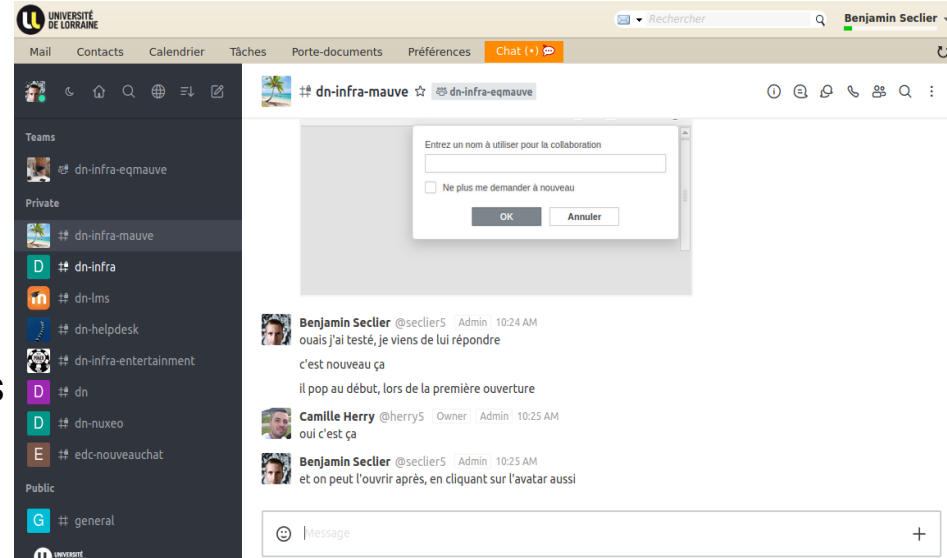 UNIVERSITÉ
DE LORRAINE
Rechercher
Benjamin Seclier
Mail Contacts Calendrier Tâches Porte-documents Préférences Chat (•)
dn-infra-mauve dn-infra-eqmauve
Teams
dn-infra-eqmauve
Private
dn-infra-mauve
D dn-infra
m dn-lms
dn-helpdesk
dn-infra-entertainment
D dn
D dn-nuxeo
E edc-nouveauchat
Public
G # general
UNIVERSITÉ
s
Entrez un nom à utiliser pour la collaboration
Ne plus me demander à nouveau
OK Annuler
Benjamin Seclier @seclier5 Admin 10:24 AM
ouais j'ai testé, je viens de lui répondre
c'est nouveau ça
il pop au début, lors de la première ouverture
Camille Herry @herry5 Owner Admin 10:25 AM
oui c'est ça
Benjamin Seclier @seclier5 Admin 10:25 AM
et on peut l'ouvrir après, en cliquant sur l'avatar aussi
Message